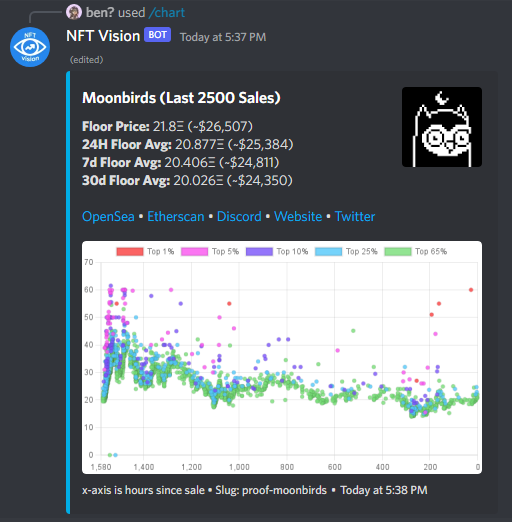 ben? used /chart
NFT Vision BOT Today at 5:37 PM
NFT
Vision
(edited)
Moonbirds (Last 2500 Sales)
Floor Price: 21.8Ξ (~$26,507)
24H Floor Avg: 20.877Ξ (~$25,384)
7d Floor Avg: 20.406Ξ (~$24,811)
30d Floor Avg: 20.026Ξ (~$24,350)
OpenSea • Etherscan • Discord • Website • Twitter
Top 1% Top 5% Top 10% Top 25% Top 65%
70
60
50
40
30
20
10
0
1,580 1,400 1,200 1,000 800 600 400 200 0
x-axis is hours since sale • Slug: proof-moonbirds • Today at 5:38 PM